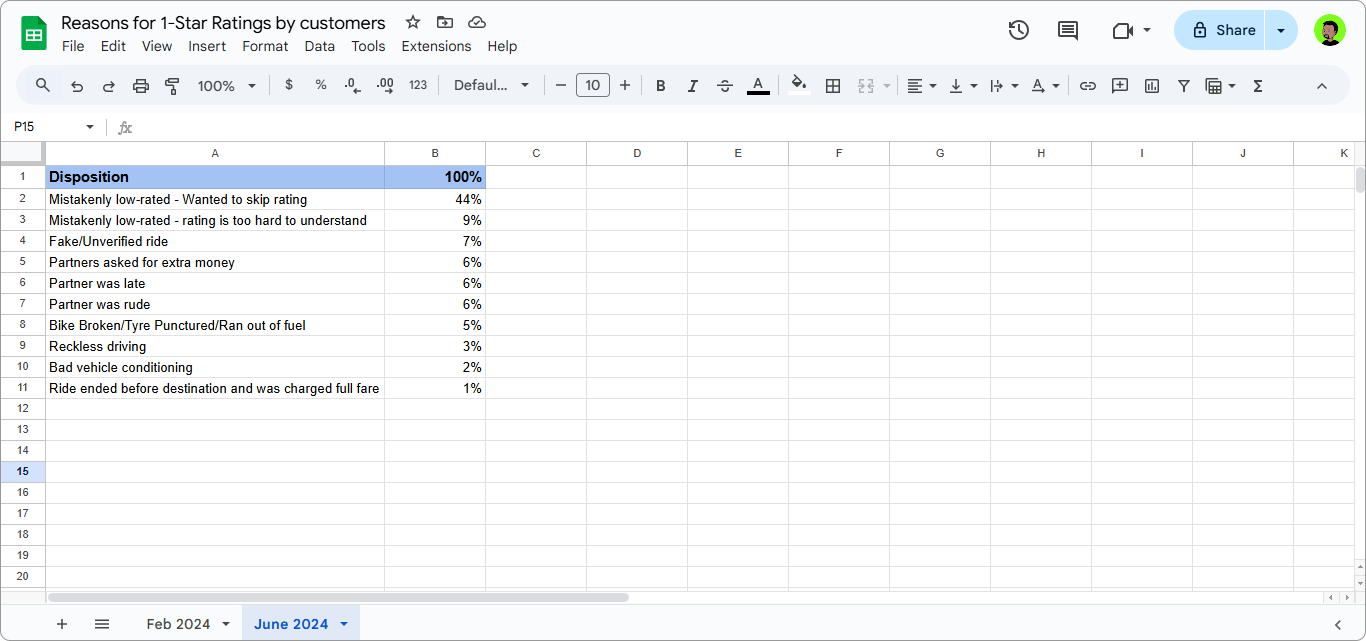 Reasons for 1-Star Ratings by customers
File Edit View Insert Format Data Tools Extensions Help
Share
100% $ % .0 .00 123 Defaul... 10 B I A
P15 fx
A B C D E F G H I J K
1 Disposition 100%
2 Mistakenly low-rated - Wanted to skip rating 44%
3 Mistakenly low-rated - rating is too hard to understand 9%
4 Fake/Unverified ride 7%
5 Partners asked for extra money 6%
6 Partner was late 6%
7 Partner was rude 6%
8 Bike Broken/Tyre Punctured/Ran out of fuel 5%
9 Reckless driving 3%
10 Bad vehicle conditioning 2%
11 Ride ended before destination and was charged full fare 1%
12
13
14
15
16
17
18
19
20
Feb 2024 June 2024